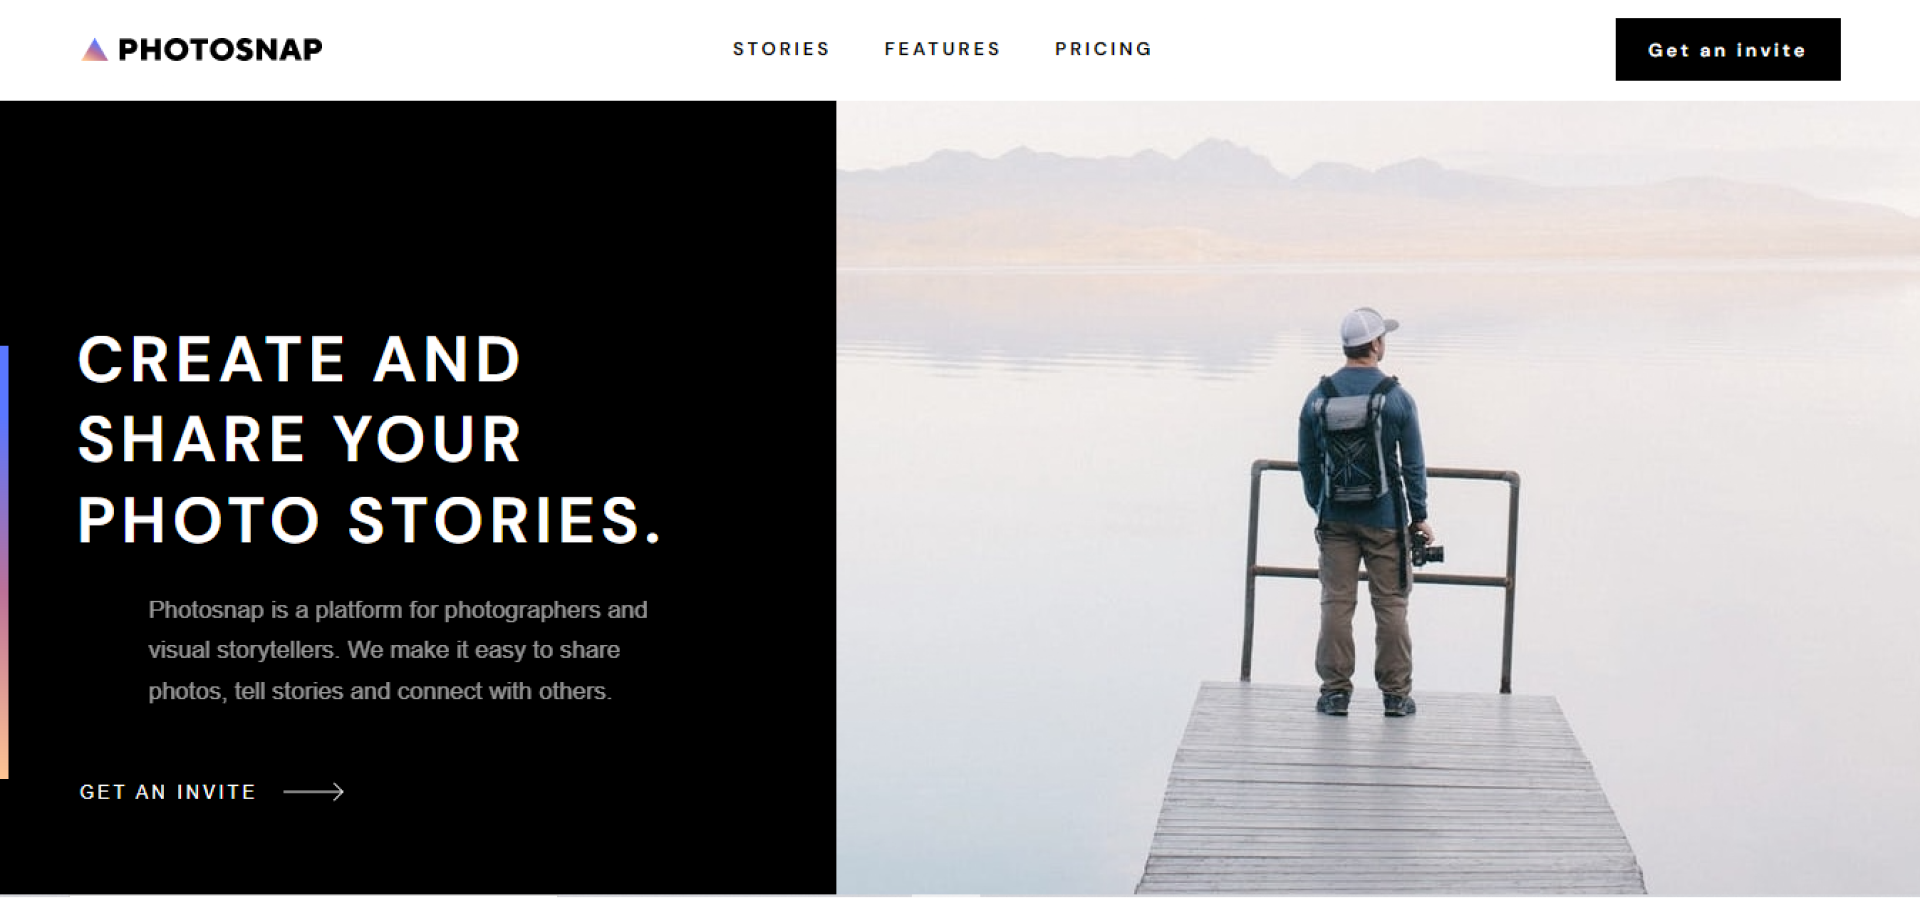 PHOTOSNAP
STORIES FEATURES PRICING
Get an invite
CREATE AND
SHARE YOUR
PHOTO STORIES.
Photosnap is a platform for photographers and
visual storytellers. We make it easy to share
photos, tell stories and connect with others.
GET AN INVITE